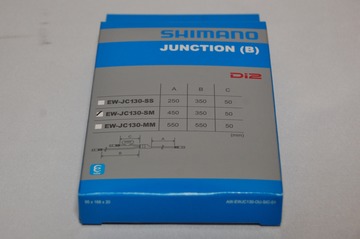 SHIMANO
JUNCTION (B)
Di2
A B C
EW-JC130-SS 250 350 50
EW-JC130-SM 450 350 50
EW-JC130-MM 550 550 50
(mm)